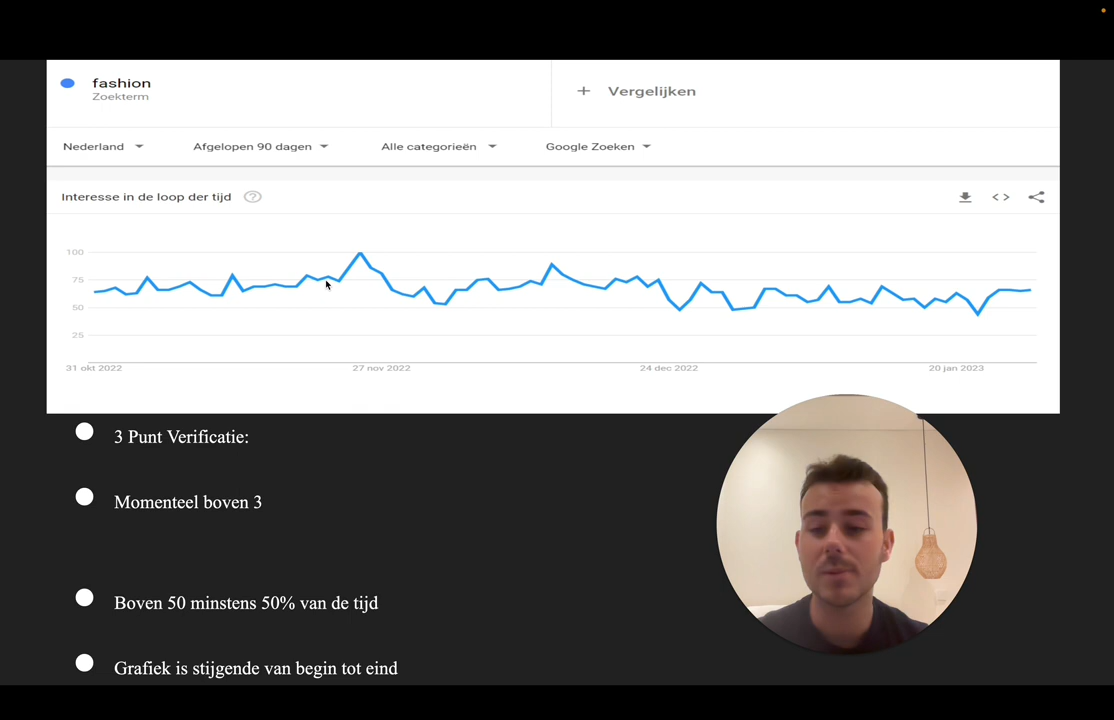 fashion
Zoekterm
+ Vergelijken
Nederland
Afgelopen 90 dagen
Alle categorieën
Google Zoeken
Interesse in de loop der tijd ?
100
75
50
25
31 okt 2022
27 nov 2022
24 dec 2022
20 jan 2023
3 Punt Verificatie:
Momenteel boven 3
Boven 50 minstens 50% van de tijd
Grafiek is stijgende van begin tot eind